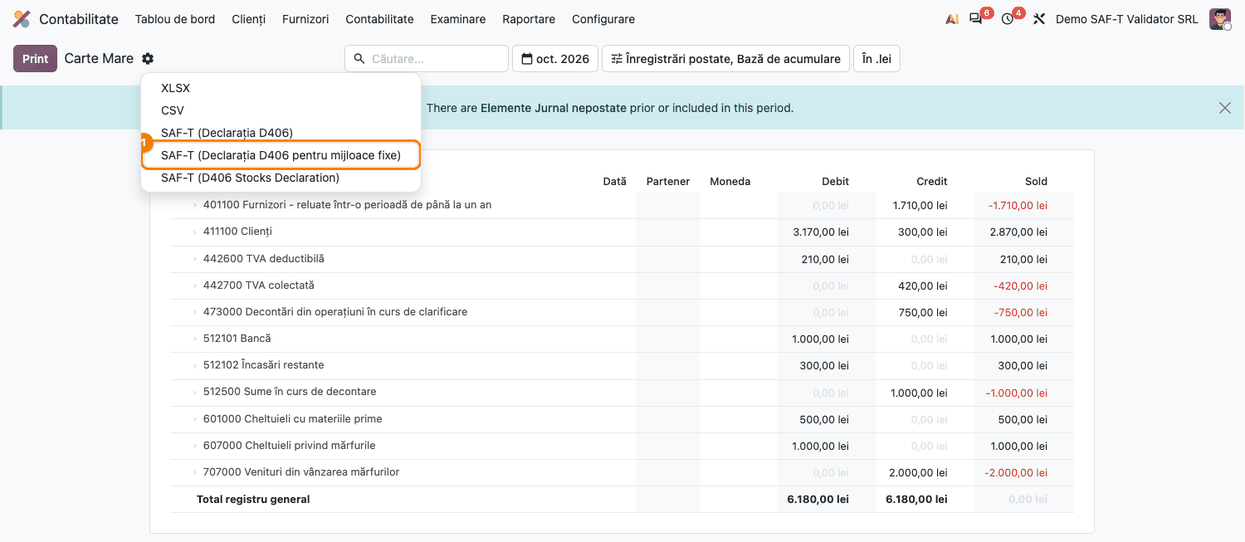 Contabilitate Tablou de bord Clienți Furnizori Contabilitate Examinare Raportare Configurare AI 6 4 Demo SAF-T Validator SRL
Print Carte Mare Căutare... oct. 2026 Înregistrări postate, Bază de acumulare În .lei
XLSX
There are Elemente Jurnal nepostate prior or included in this period.
CSV
SAF-T (Declarația D406)
1
SAF-T (Declarația D406 pentru mijloace fixe)
SAF-T (D406 Stocks Declaration)
Dată Partener Moneda Debit Credit Sold
401100 Furnizori - reluate într-o perioadă de până la un an 0,00 lei 1.710,00 lei -1.710,00 lei
411100 Clienți 3.170,00 lei 300,00 lei 2.870,00 lei
442600 TVA deductibilă 210,00 lei 0,00 lei 210,00 lei
442700 TVA colectată 0,00 lei 420,00 lei -420,00 lei
473000 Decontări din operațiuni în curs de clarificare 0,00 lei 750,00 lei -750,00 lei
512101 Bancă 1.000,00 lei 0,00 lei 1.000,00 lei
512102 Încasări restante 300,00 lei 0,00 lei 300,00 lei
512500 Sume în curs de decontare 0,00 lei 1.000,00 lei -1.000,00 lei
601000 Cheltuieli cu materiile prime 500,00 lei 0,00 lei 500,00 lei
607000 Cheltuieli privind mărfurile 1.000,00 lei 0,00 lei 1.000,00 lei
707000 Venituri din vânzarea mărfurilor 0,00 lei 2.000,00 lei -2.000,00 lei
Total registru general 6.180,00 lei 6.180,00 lei 0,00 lei